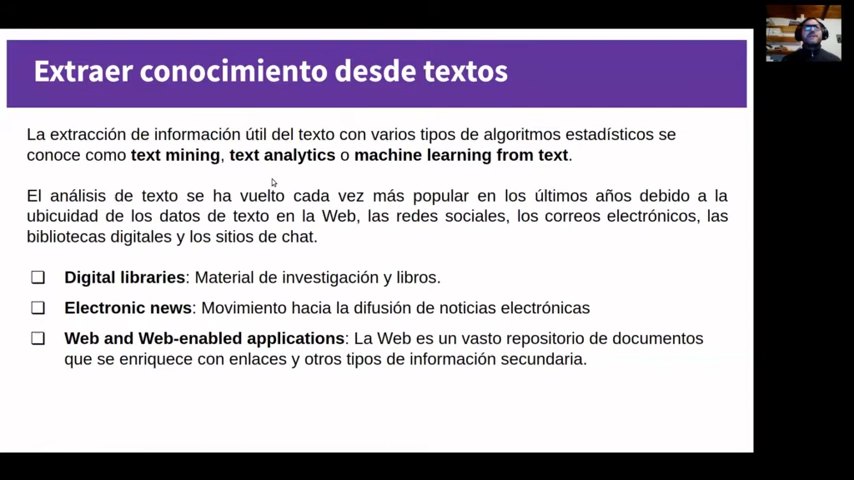 Extraer conocimiento desde textos
La extracción de información útil del texto con varios tipos de algoritmos estadísticos se
conoce como text mining, text analytics o machine learning from text.
El análisis de texto se ha vuelto cada vez más popular en los últimos años debido a la
ubicuidad de los datos de texto en la Web, las redes sociales, los correos electrónicos, las
bibliotecas digitales y los sitios de chat.
❏ Digital libraries: Material de investigación y libros.
❏ Electronic news: Movimiento hacia la difusión de noticias electrónicas
❏ Web and Web-enabled applications: La Web es un vasto repositorio de documentos
que se enriquece con enlaces y otros tipos de información secundaria.